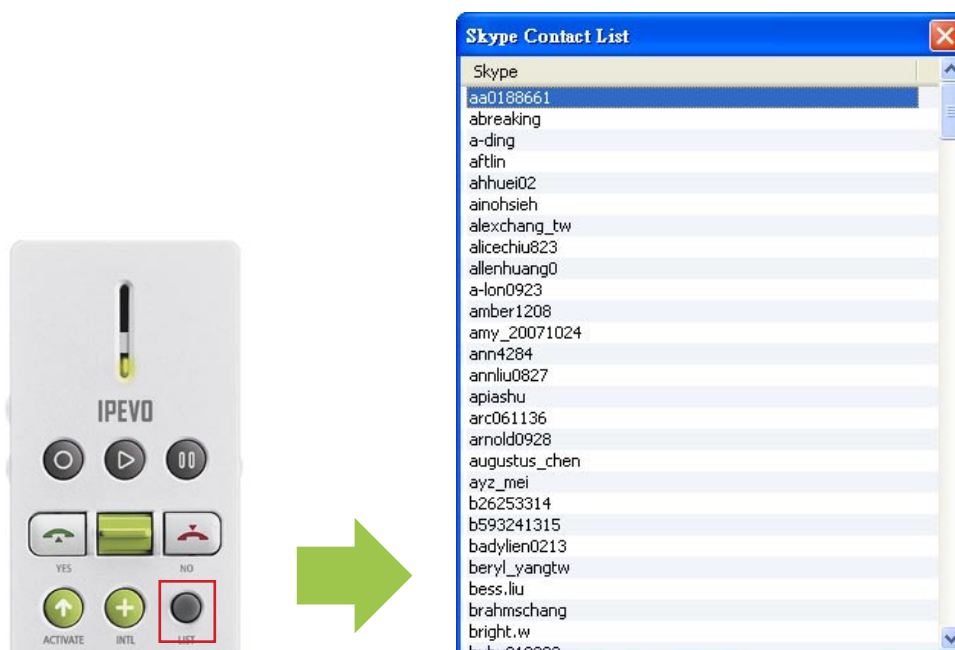 Skype Contact List
Skype
aa0188661
abreaking
a-ding
aftlin
ahhuei02
ainohsieh
alexchang_tw
alicechiu823
allenhuang0
a-lon0923
amber1208
amy_20071024
ann4284
annliu0827
apiashu
arc061136
arnold0928
augustus_chen
ayz_mei
b26253314
b593241315
badylien0213
beryl_yangtw
bess.liu
brahmschang
bright.w
IPEVO
YES NO
ACTIVATE INTL LIST